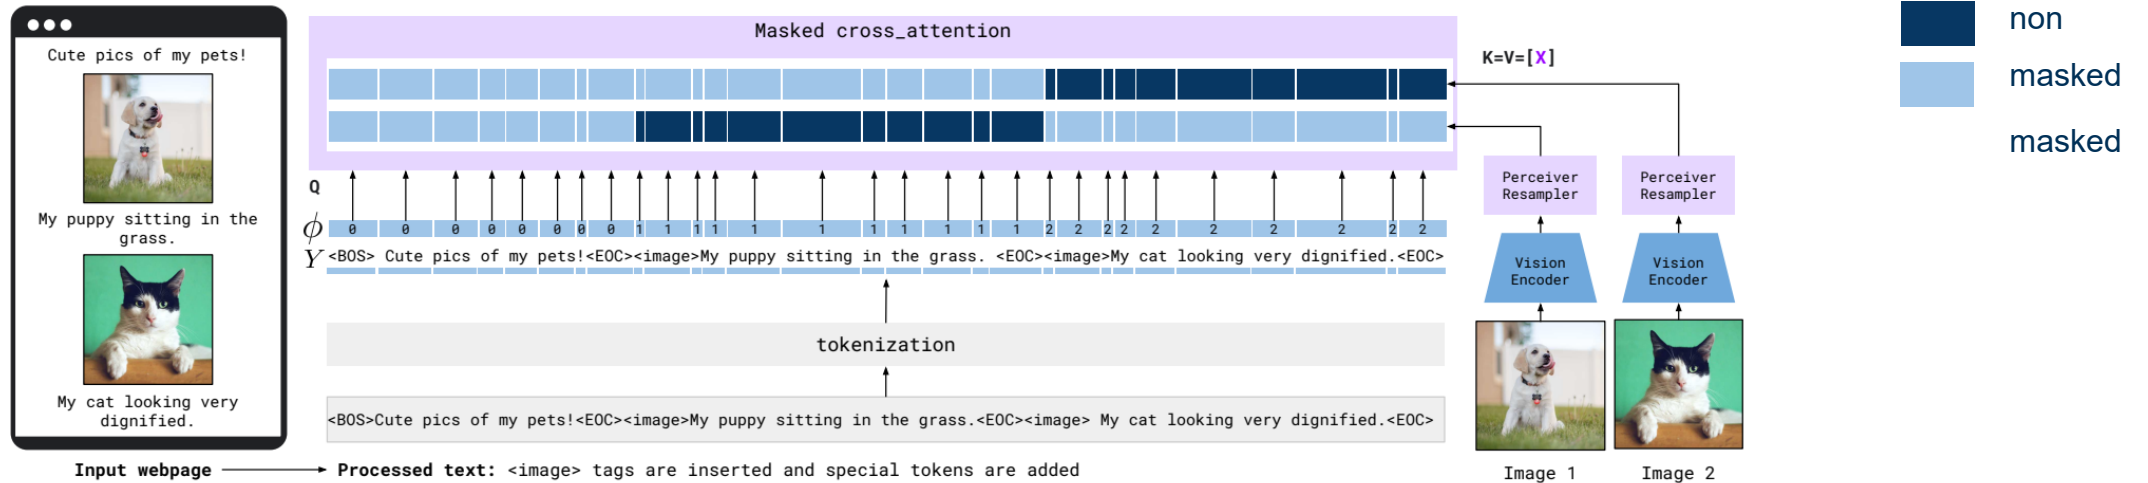 Cute pics of my pets!
My puppy sitting in the
grass.
My cat looking very
dignified.
Input webpage
Masked cross_attention
K=V=[X]
Q
ϕ
0 0 0 0 0 0 0 0 1 1 1 1 1 1 1 1 1 1 1 2 2 2 2 2 2 2 2 2 2
Y
<BOS> Cute pics of my pets!<EOC><image>My puppy sitting in the grass. <EOC><image>My cat looking very dignified.<EOC>
tokenization
<BOS>Cute pics of my pets!<EOC><image>My puppy sitting in the grass.<EOC><image> My cat looking very dignified.<EOC>
Processed text: <image> tags are inserted and special tokens are added
Perceiver
Resampler
Vision
Encoder
Image 1
Perceiver
Resampler
Vision
Encoder
Image 2
non
masked
masked